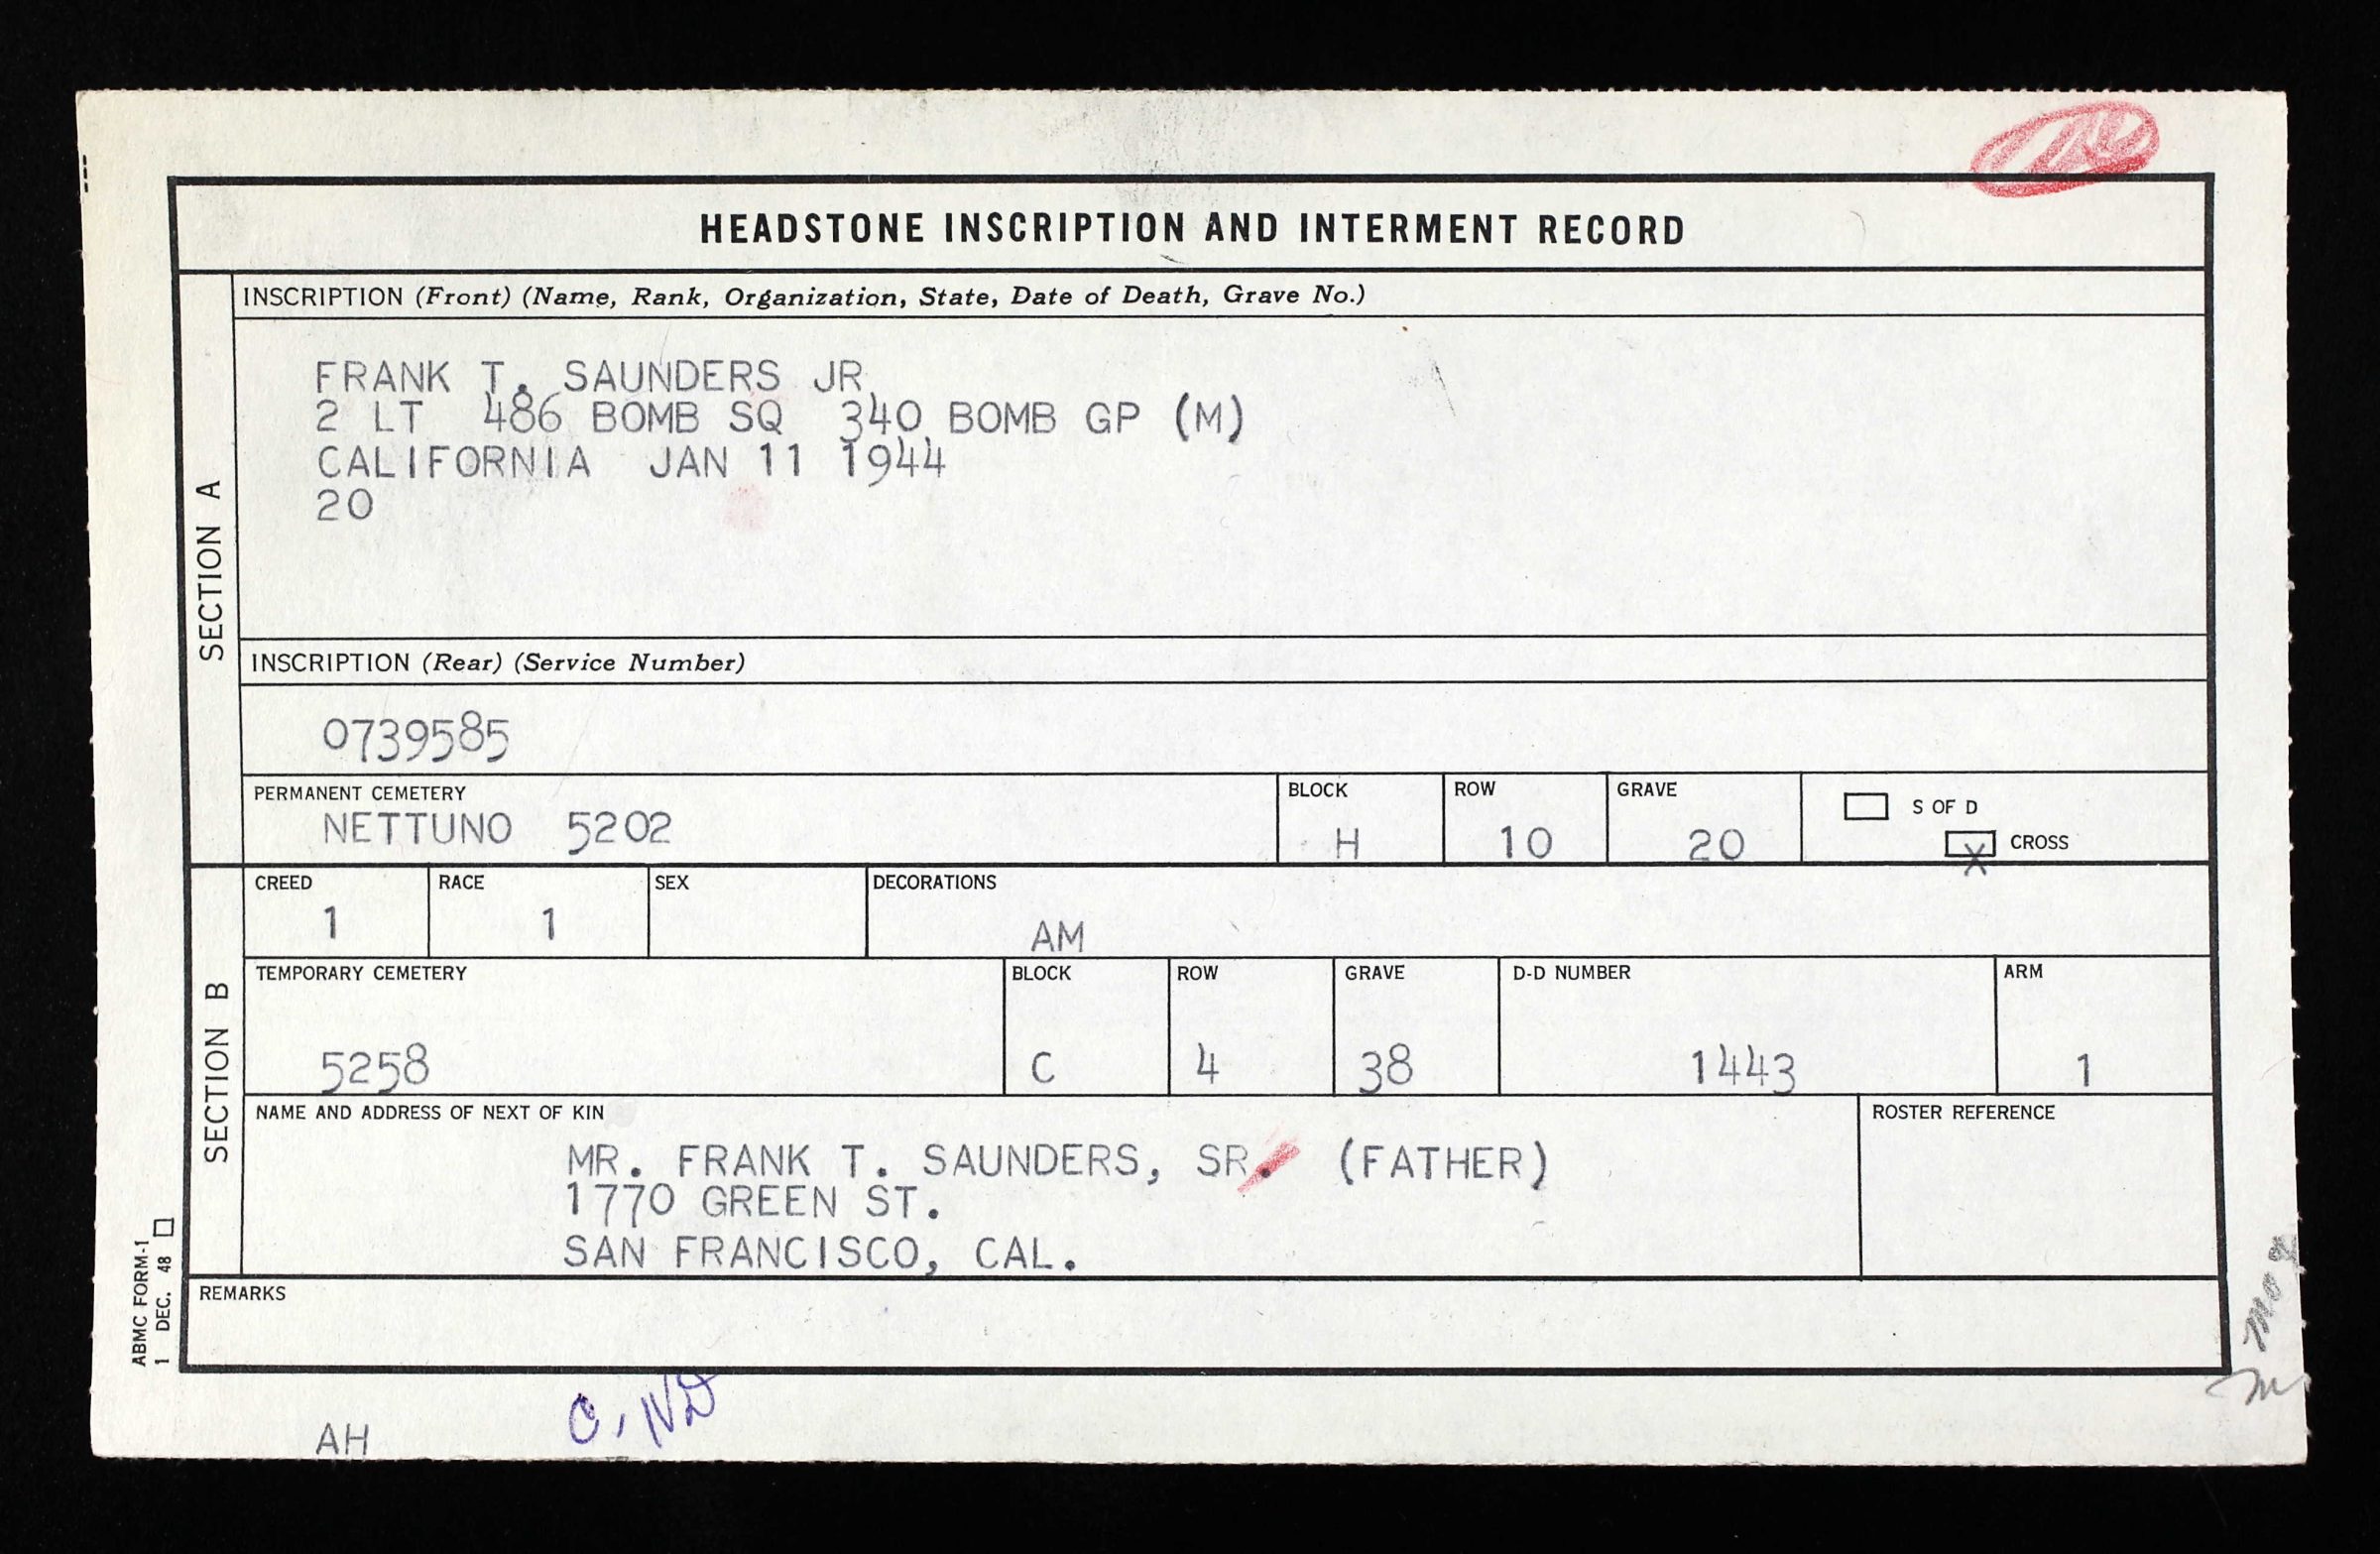 HEADSTONE INSCRIPTION AND INTERMENT RECORD
SECTION A
INSCRIPTION (Front) (Name, Rank, Organization, State, Date of Death, Grave No.)
FRANK T. SAUNDERS JR
2 LT 486 BOMB SQ 340 BOMB GP (M)
CALIFORNIA JAN 11 1944
20
INSCRIPTION (Rear) (Service Number)
0739585
PERMANENT CEMETERY
NETTUNO 5202
BLOCK
H
ROW
10
GRAVE
20
S OF D
X CROSS
SECTION B
CREED
1
RACE
1
SEX
DECORATIONS
AM
TEMPORARY CEMETERY
5258
BLOCK
C
ROW
4
GRAVE
38
D-D NUMBER
1443
ARM
1
NAME AND ADDRESS OF NEXT OF KIN
MR. FRANK T. SAUNDERS, SR. (FATHER)
1770 GREEN ST.
SAN FRANCISCO, CAL.
ROSTER REFERENCE
REMARKS
ABMC FORM-1
1 DEC. 48
AH